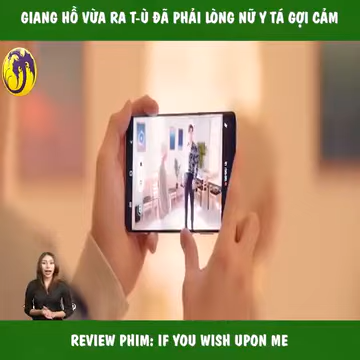 GIANG HỒ VỪA RA T-Ù ĐÃ PHẢI LÒNG NỮ Y TÁ GỢI CẢM
REVIEW PHIM: IF YOU WISH UPON ME